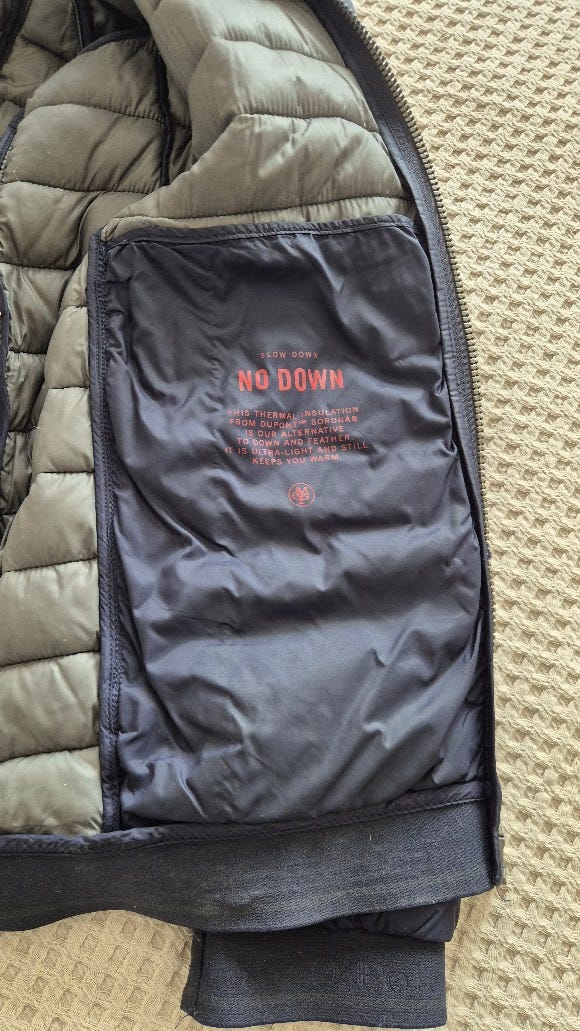 SLOW DOWN
NO DOWN
THIS THERMAL INSULATION
FROM DUPONT™ SORONA®
IS OUR ALTERNATIVE
TO DOWN AND FEATHER.
IT IS ULTRA-LIGHT AND STILL
KEEPS YOU WARM.